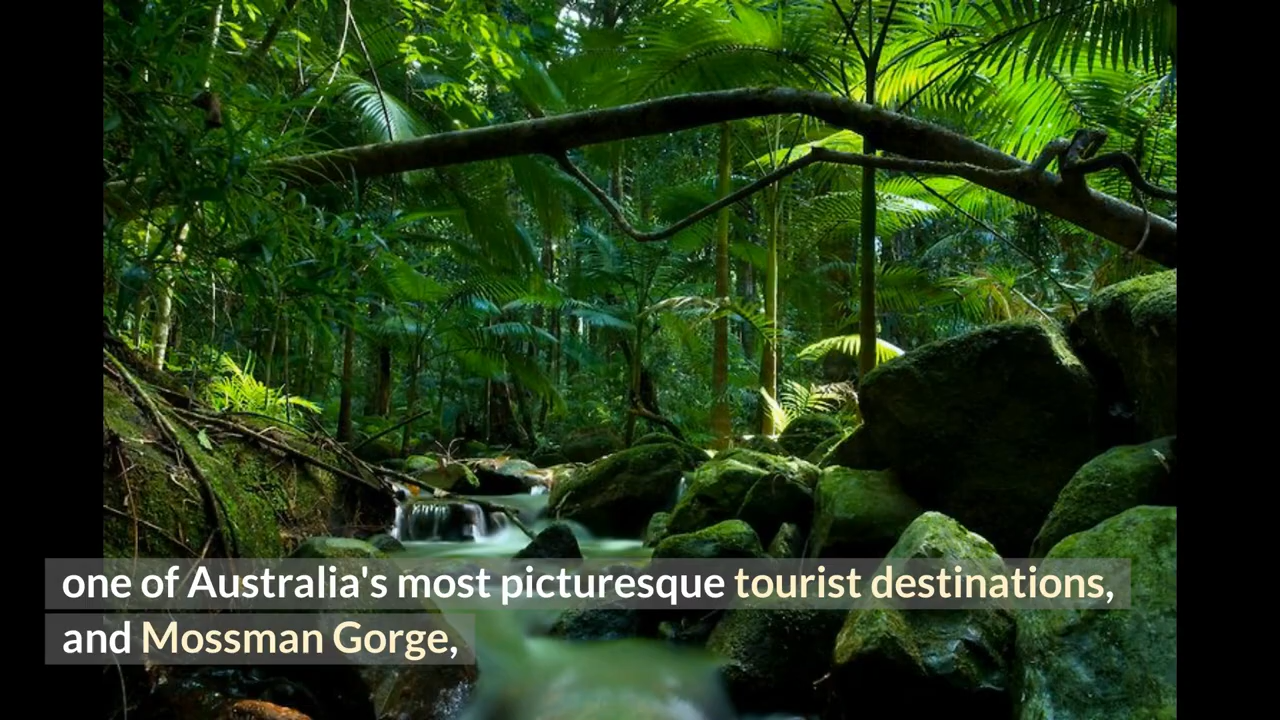 one of Australia's most picturesque tourist destinations,
and Mossman Gorge,